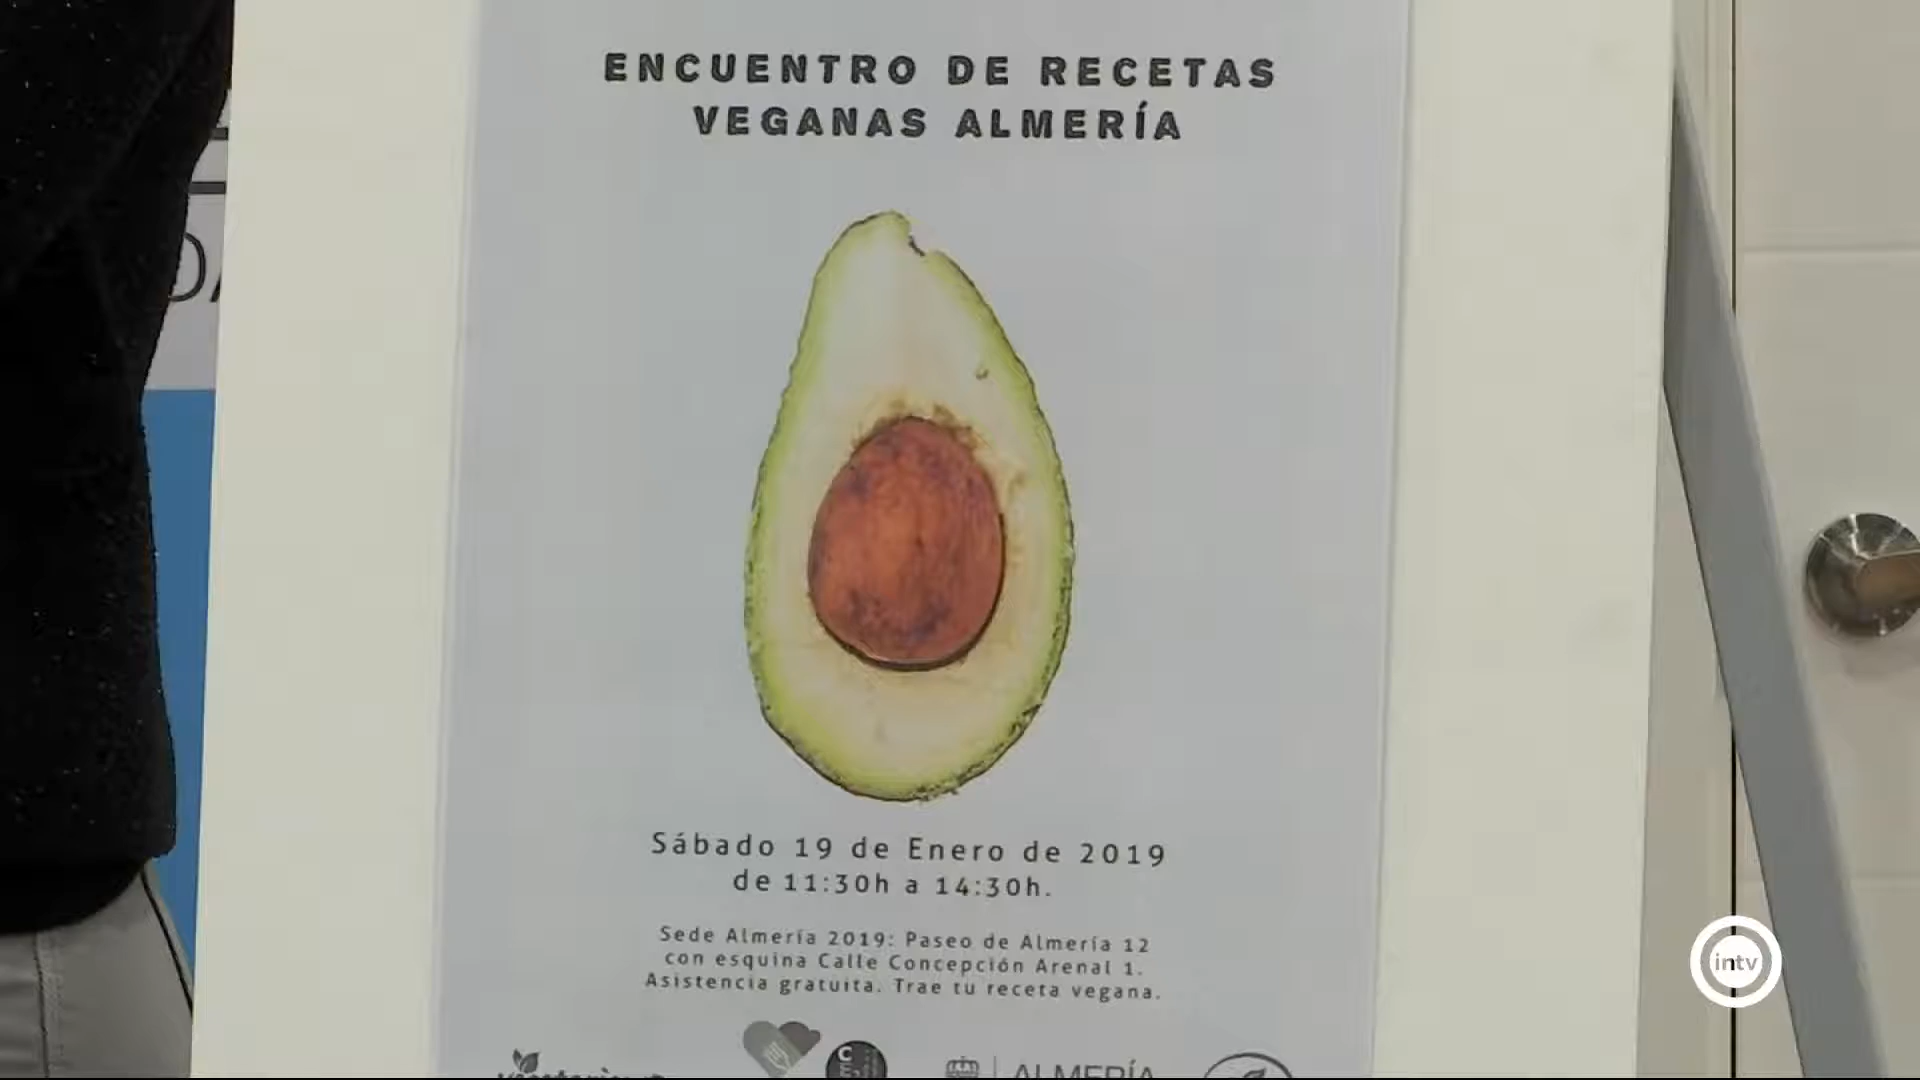 ENCUENTRO DE RECETAS
VEGANAS ALMERÍA
Sábado 19 de Enero de 2019
de 11:30h a 14:30h.
Sede Almería 2019: Paseo de Almería 12
con esquina Calle Concepción Arenal 1.
Asistencia gratuita. Trae tu receta vegana.
ALMERÍA
intv